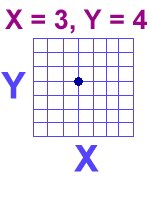 X = 3, Y = 4
Y
X